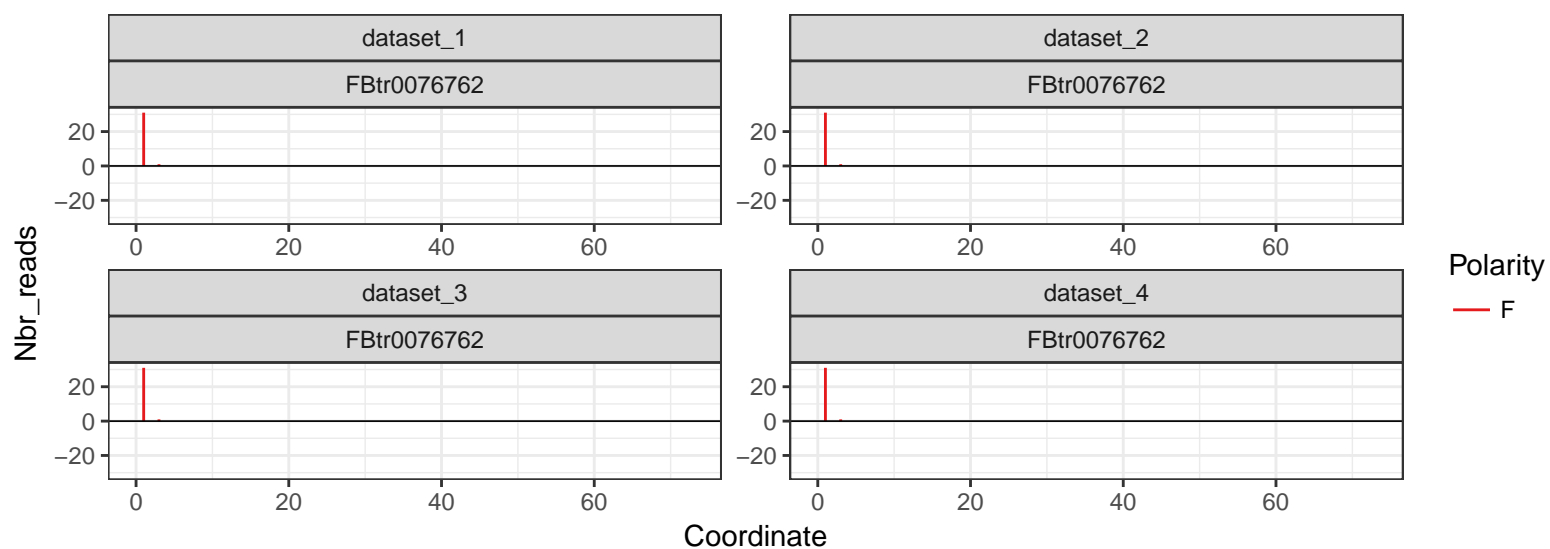 dataset_1
FBtr0076762
20
0
−20
0 20 40 60
dataset_2
FBtr0076762
20
0
−20
0 20 40 60
dataset_3
FBtr0076762
20
0
−20
0 20 40 60
dataset_4
FBtr0076762
20
0
−20
0 20 40 60
Nbr_reads
Coordinate
Polarity
F